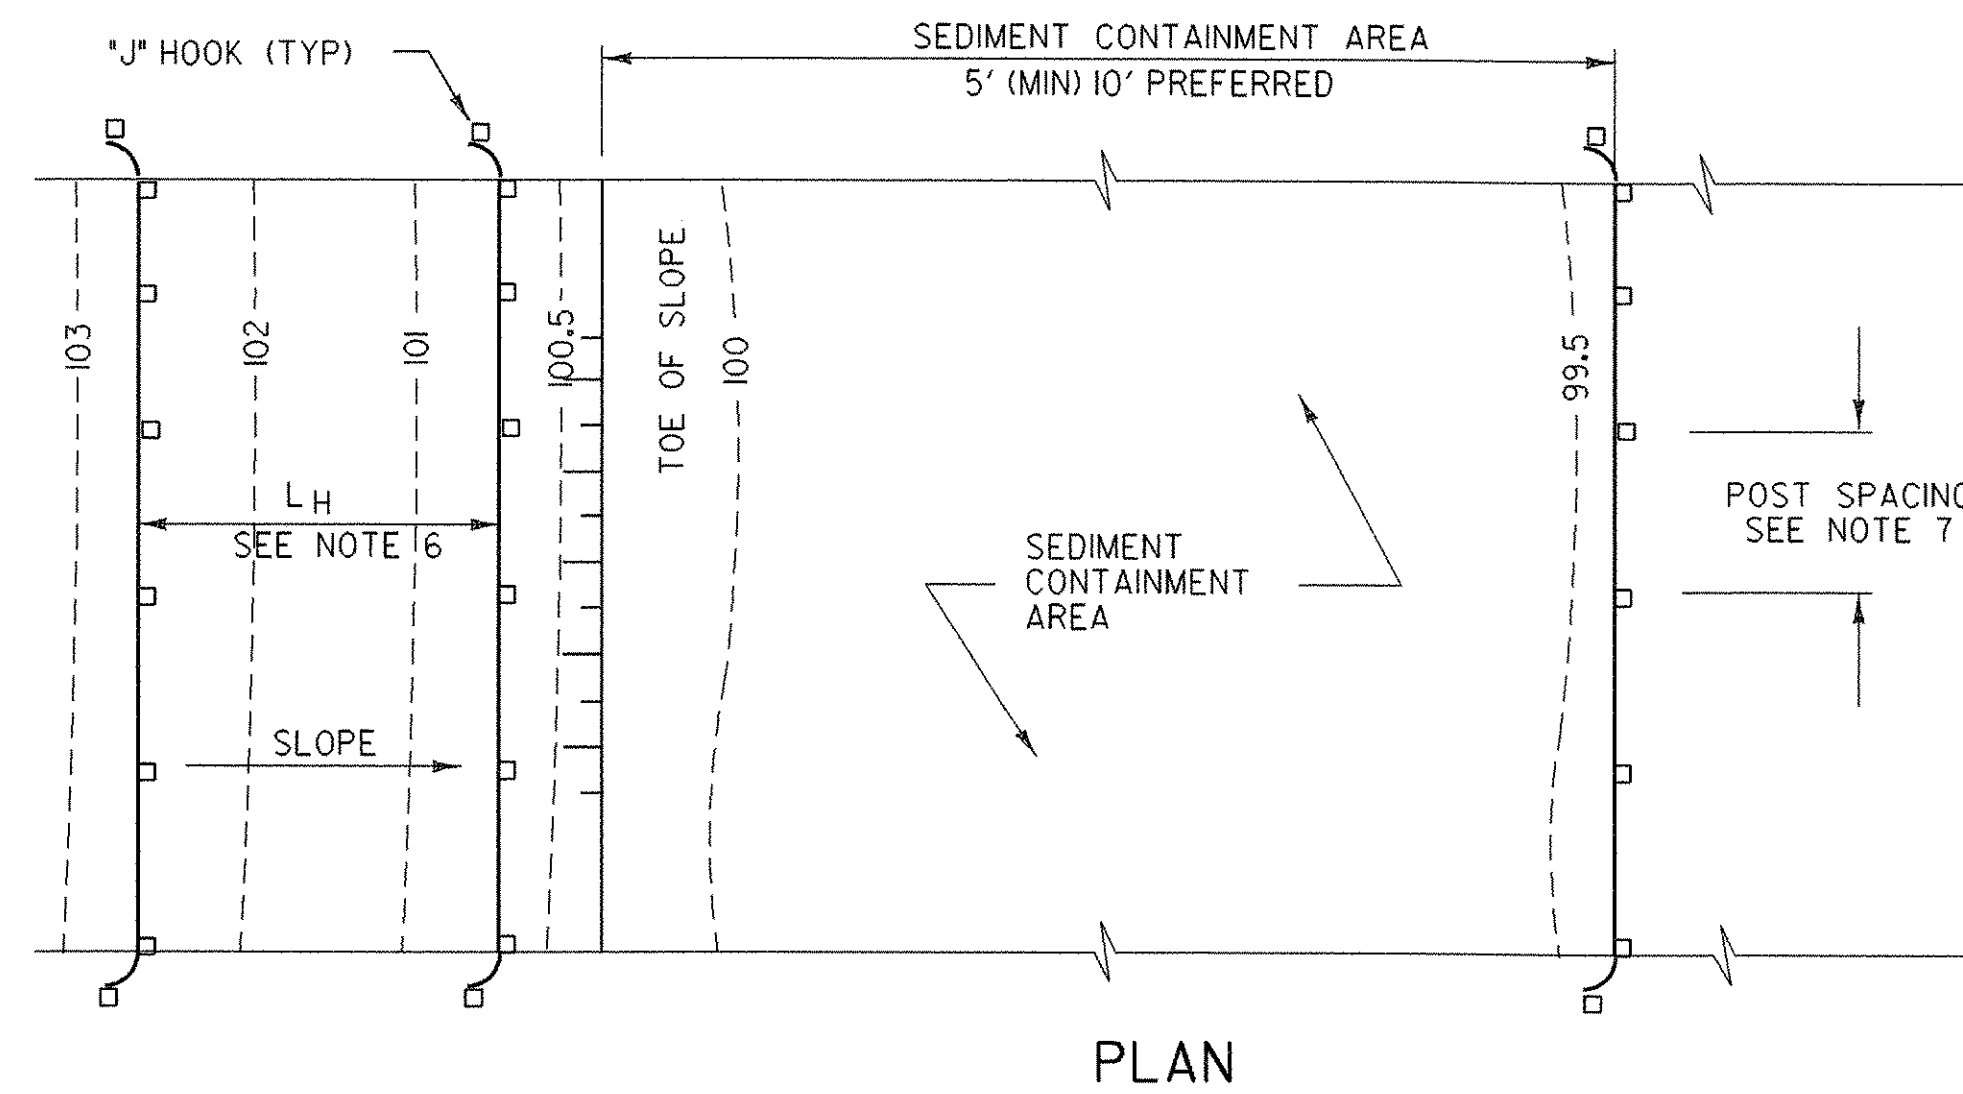 "J" HOOK (TYP)
SEDIMENT CONTAINMENT AREA
5' (MIN) 10' PREFERRED
103
102
101
100.5
TOE OF SLOPE
100
99.5
L H
SEE NOTE 6
POST SPACING
SEE NOTE 7
SEDIMENT
CONTAINMENT
AREA
SLOPE
PLAN